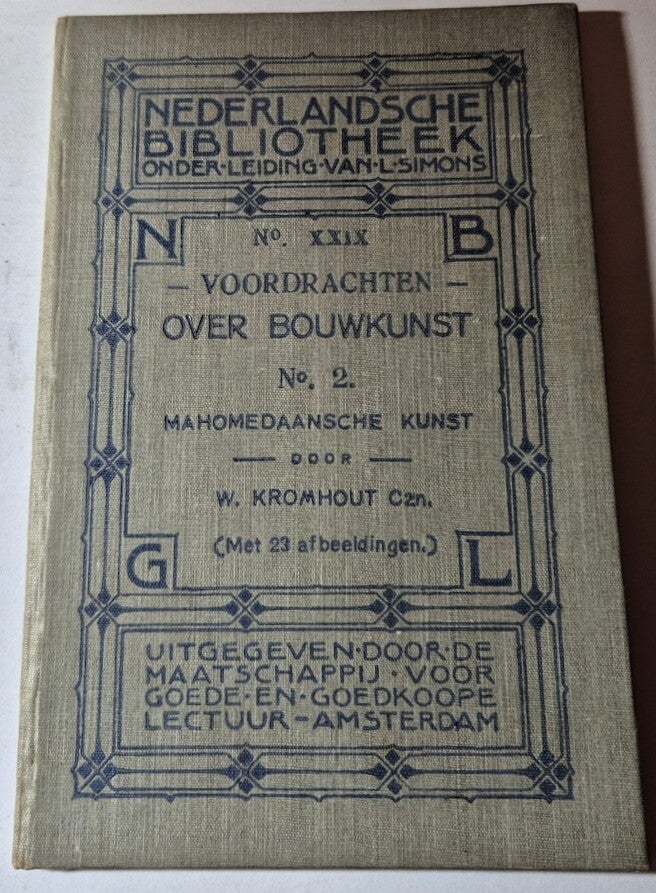 NEDERLANDSCHE
BIBLIOTHEEK
ONDER·LEIDING·VAN·L·SIMONS
N B
No. XXIX
— VOORDRACHTEN —
OVER BOUWKUNST
No. 2.
MAHOMEDAANSCHE KUNST
— DOOR —
W. KROMHOUT Czn.
(Met 23 afbeeldingen.)
G L
UITGEGEVEN·DOOR·DE
MAATSCHAPPIJ·VOOR
GOEDE·EN·GOEDKOOPE
LECTUUR–AMSTERDAM